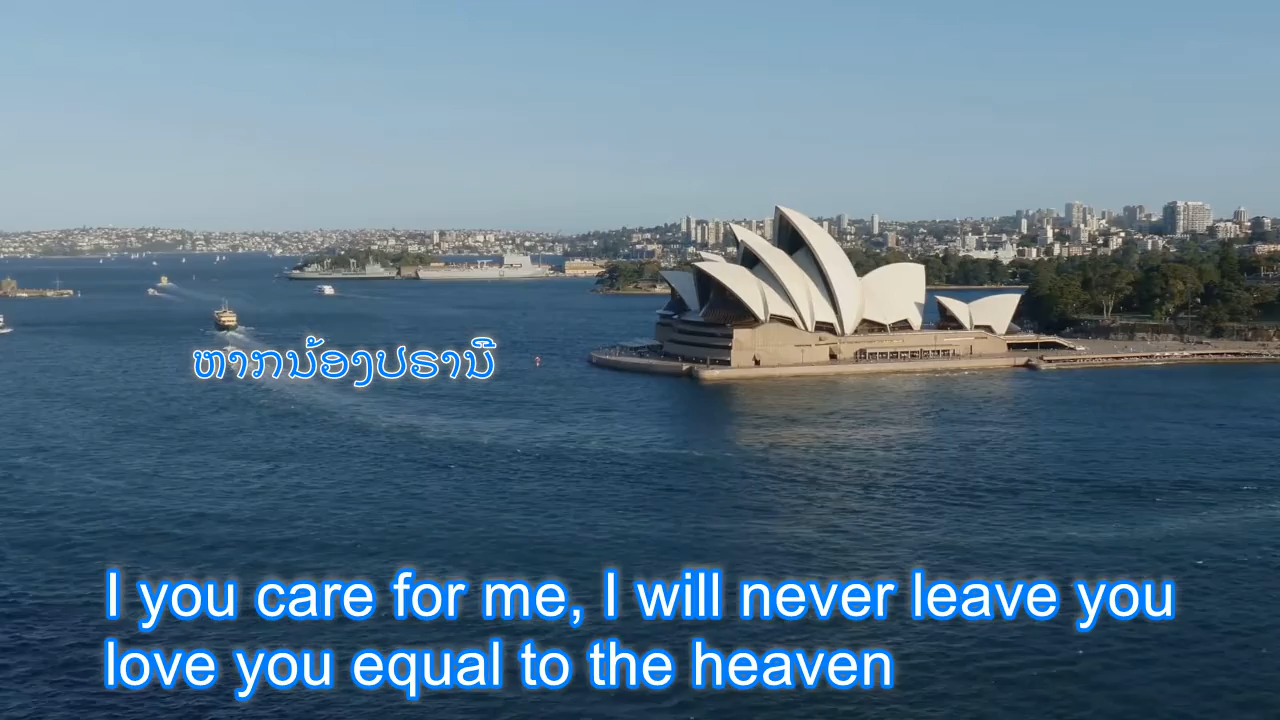 ຫາກນ້ອງປຣານີ
I you care for me, I will never leave you
love you equal to the heaven